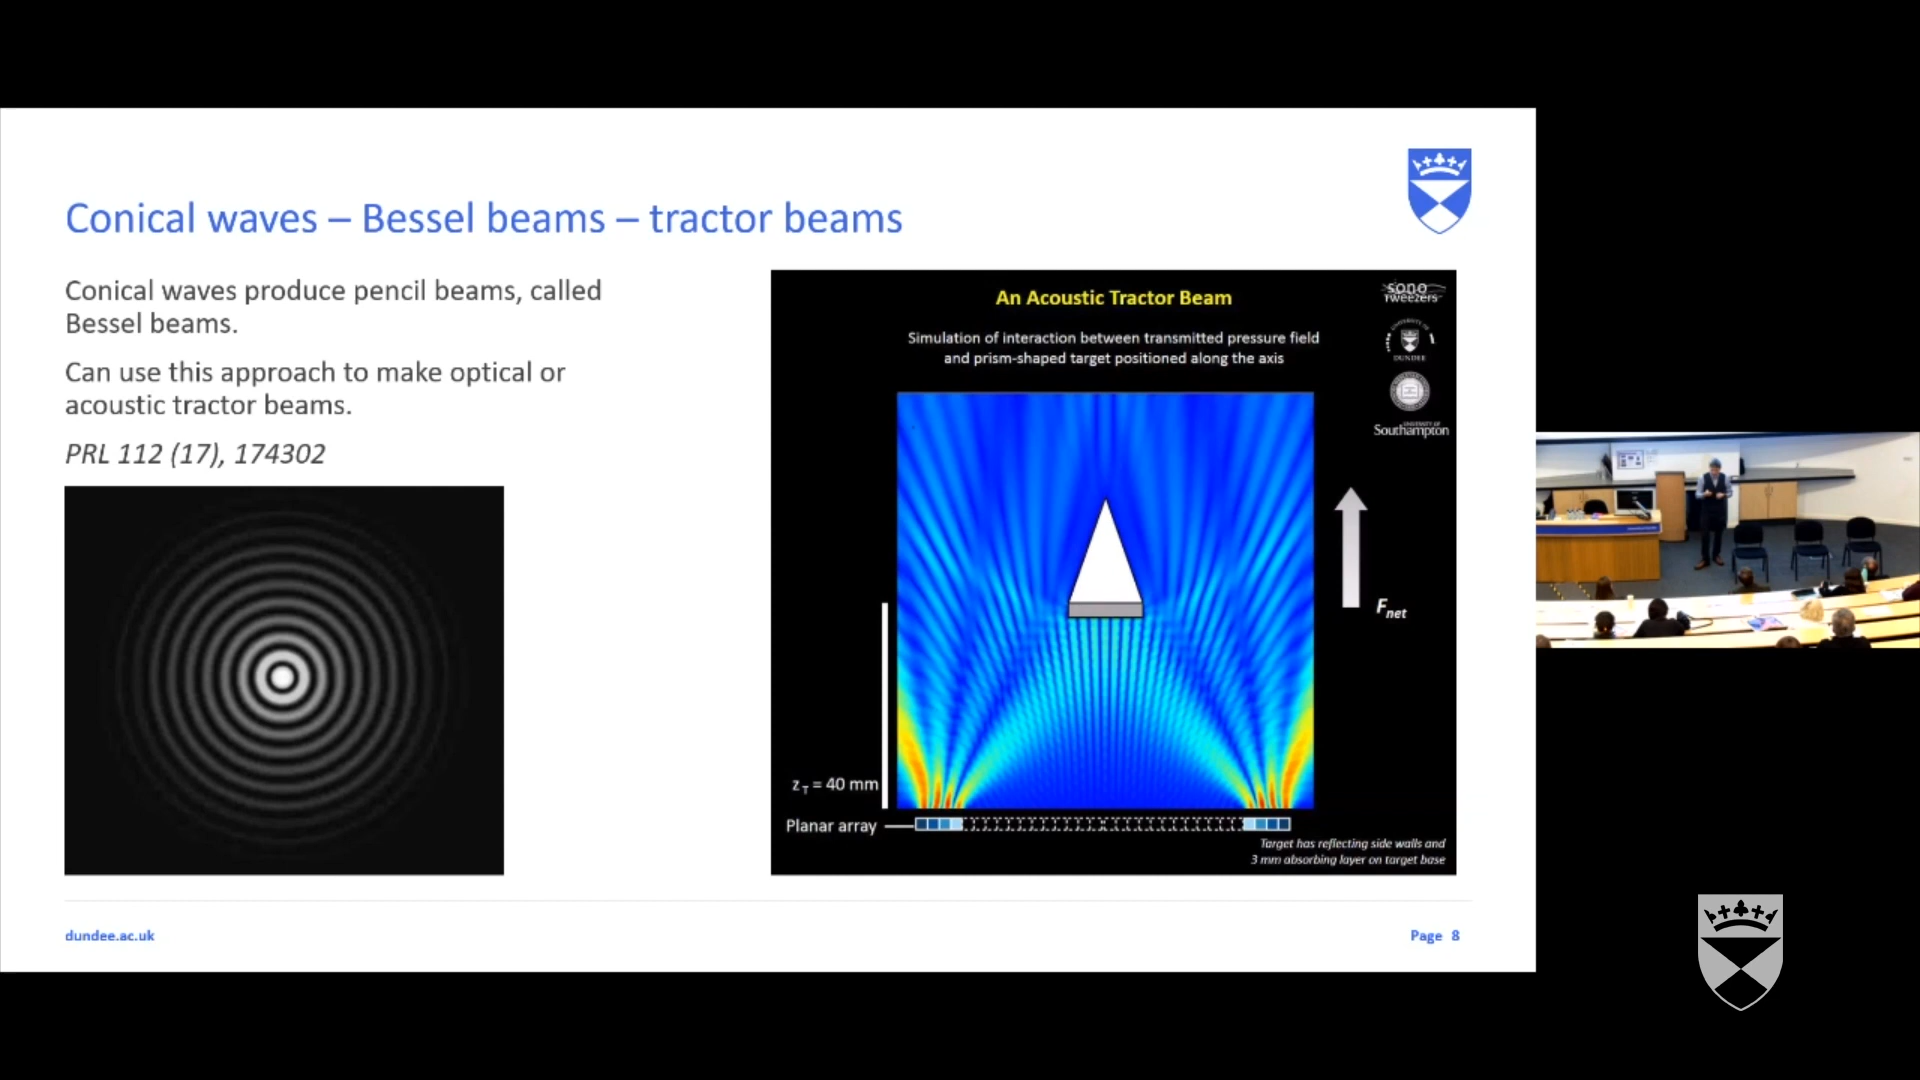 Conical waves – Bessel beams – tractor beams
Conical waves produce pencil beams, called
Bessel beams.
Can use this approach to make optical or
acoustic tractor beams.
PRL 112 (17), 174302
An Acoustic Tractor Beam
Simulation of interaction between transmitted pressure field
and prism-shaped target positioned along the axis
sono
Tweezers
UNIVERSITY OF
DUNDEE
UNIVERSITY OF
Southampton
Fnet
zT = 40 mm
Planar array
Target has reflecting side walls and
3 mm absorbing layer on target base
dundee.ac.uk
Page 8